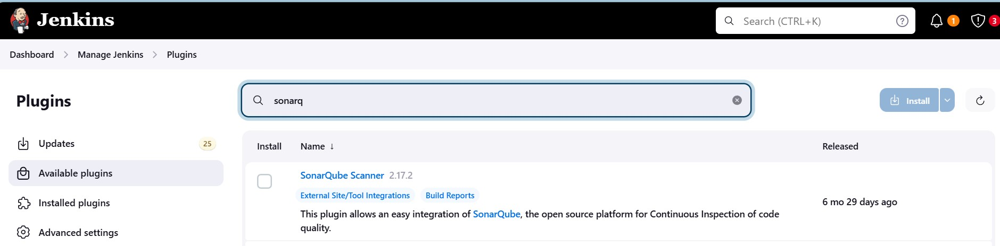 Jenkins
Search (CTRL+K)
1
3
Dashboard
Manage Jenkins
Plugins
Plugins
sonarq
Install
Updates
25
Available plugins
Installed plugins
Advanced settings
Install
Name ↓
Released
SonarQube Scanner 2.17.2
External Site/Tool Integrations
Build Reports
This plugin allows an easy integration of SonarQube, the open source platform for Continuous Inspection of code
quality.
6 mo 29 days ago